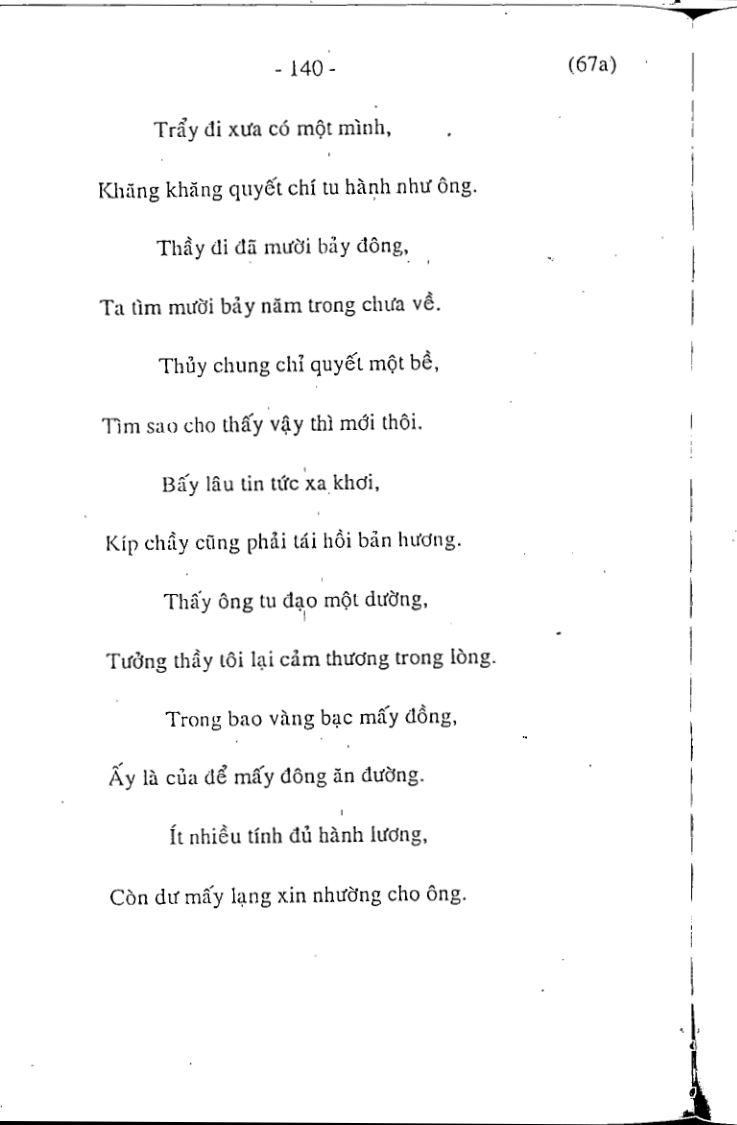 - 140 -
(67a)
Trẩy đi xưa có một mình,
Khăng khăng quyết chí tu hành như ông.
Thầy đi đã mười bảy đông,
Ta tìm mười bảy năm trong chưa về.
Thủy chung chỉ quyết một bề,
Tìm sao cho thấy vậy thì mới thôi.
Bấy lâu tin tức xa khơi,
Kíp chầy cũng phải tái hồi bản hương.
Thấy ông tu đạo một dường,
Tưởng thầy tôi lại cảm thương trong lòng.
Trong bao vàng bạc mấy đồng,
Ấy là của để mấy đông ăn đường.
Ít nhiều tính đủ hành lương,
Còn dư mấy lạng xin nhường cho ông.